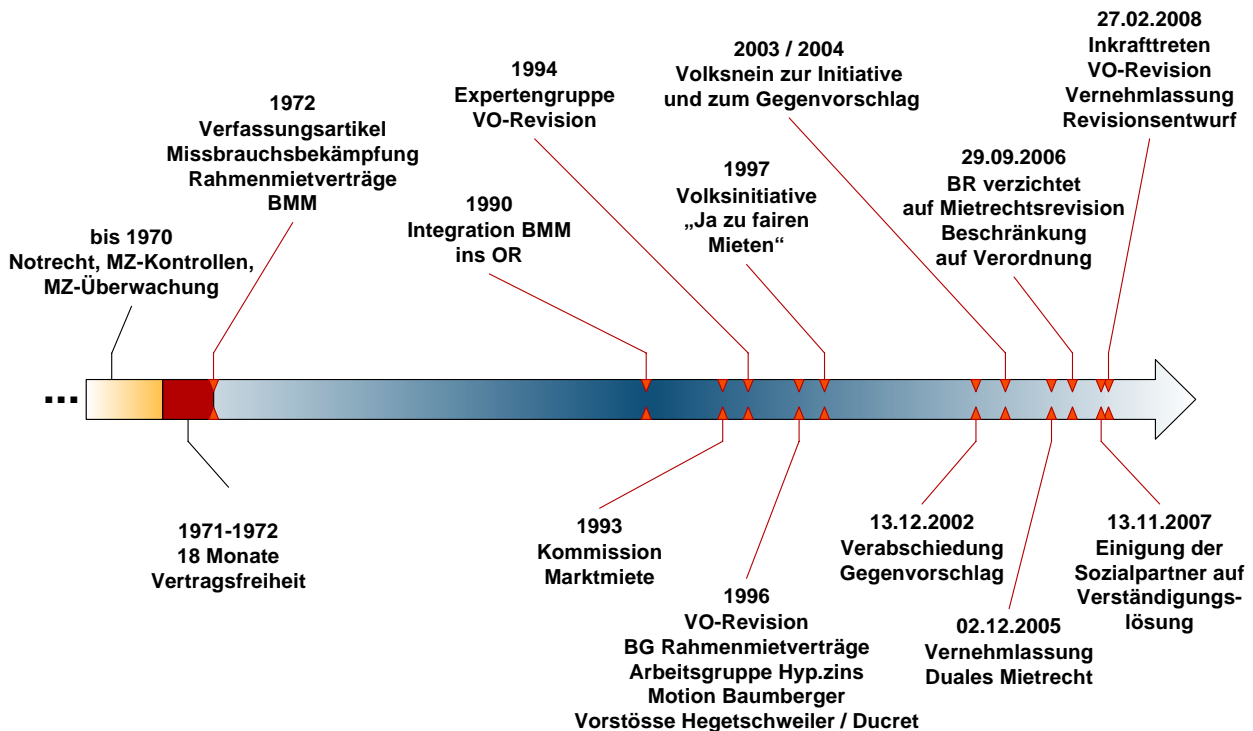 27.02.2008
Inkrafttreten
VO-Revision
Vernehmlassung
Revisionsentwurf
2003 / 2004
Volksnein zur Initiative
und zum Gegenvorschlag
1994
Expertengruppe
VO-Revision
1972
Verfassungsartikel
Missbrauchsbekämpfung
Rahmenmietverträge
BMM
29.09.2006
BR verzichtet
auf Mietrechtsrevision
Beschränkung
auf Verordnung
1997
Volksinitiative
„Ja zu fairen
Mieten“
1990
Integration BMM
ins OR
bis 1970
Notrecht, MZ-Kontrollen,
MZ-Überwachung
...
1971-1972
18 Monate
Vertragsfreiheit
1993
Kommission
Marktmiete
1996
VO-Revision
BG Rahmenmietverträge
Arbeitsgruppe Hyp.zins
Motion Baumberger
Vorstösse Hegetschweiler / Ducret
13.12.2002
Verabschiedung
Gegenvorschlag
02.12.2005
Vernehmlassung
Duales Mietrecht
13.11.2007
Einigung der
Sozialpartner auf
Verständigungs-
lösung